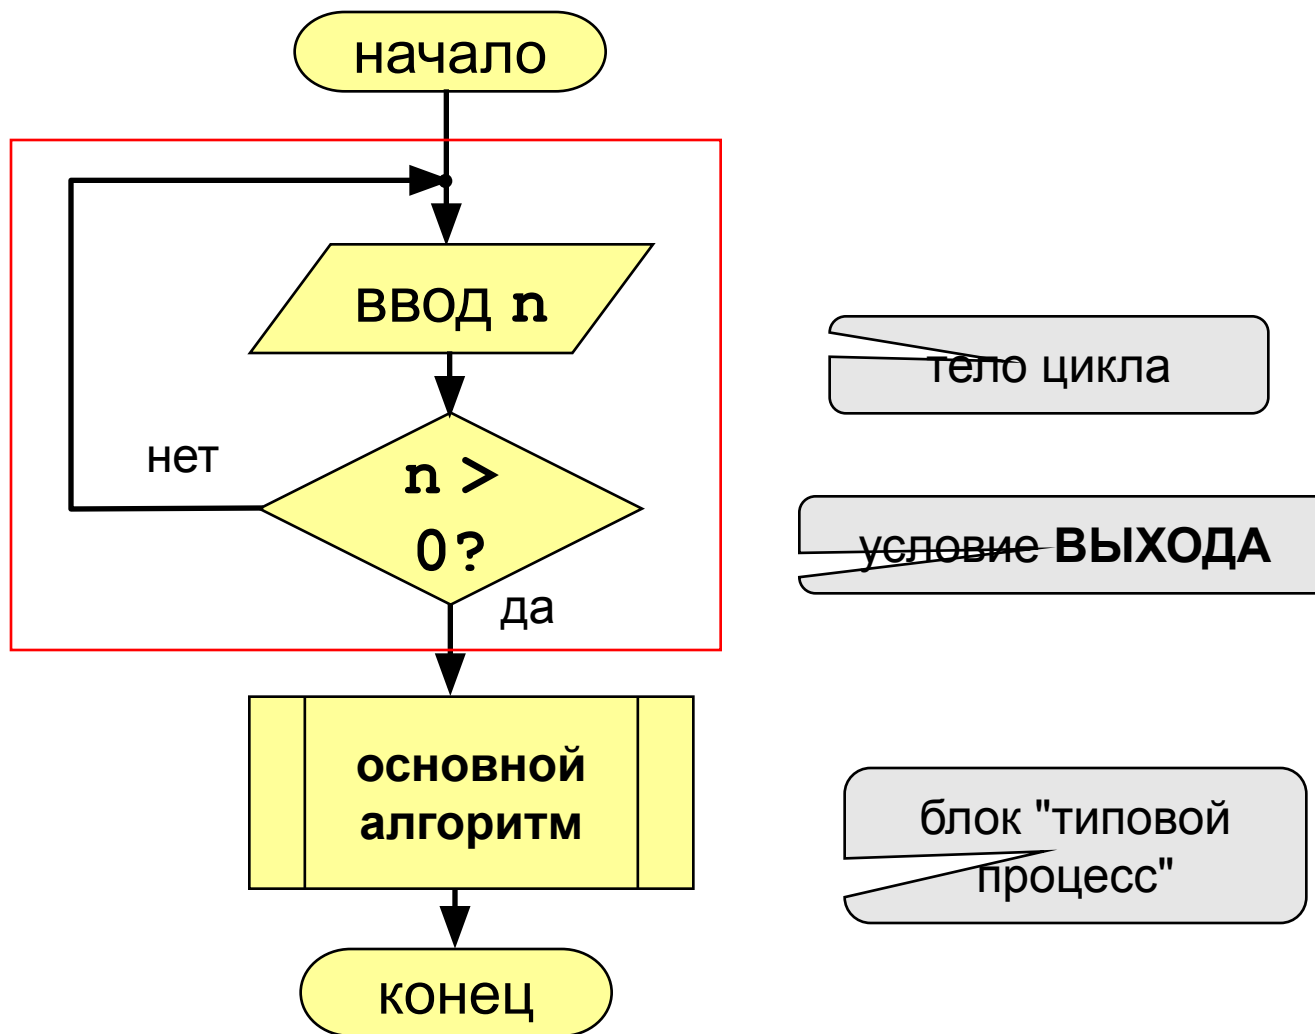 начало
ввод n
тело цикла
нет
n >
0?
условие ВЫХОДА
да
основной
алгоритм
блок "типовой
процесс"
конец